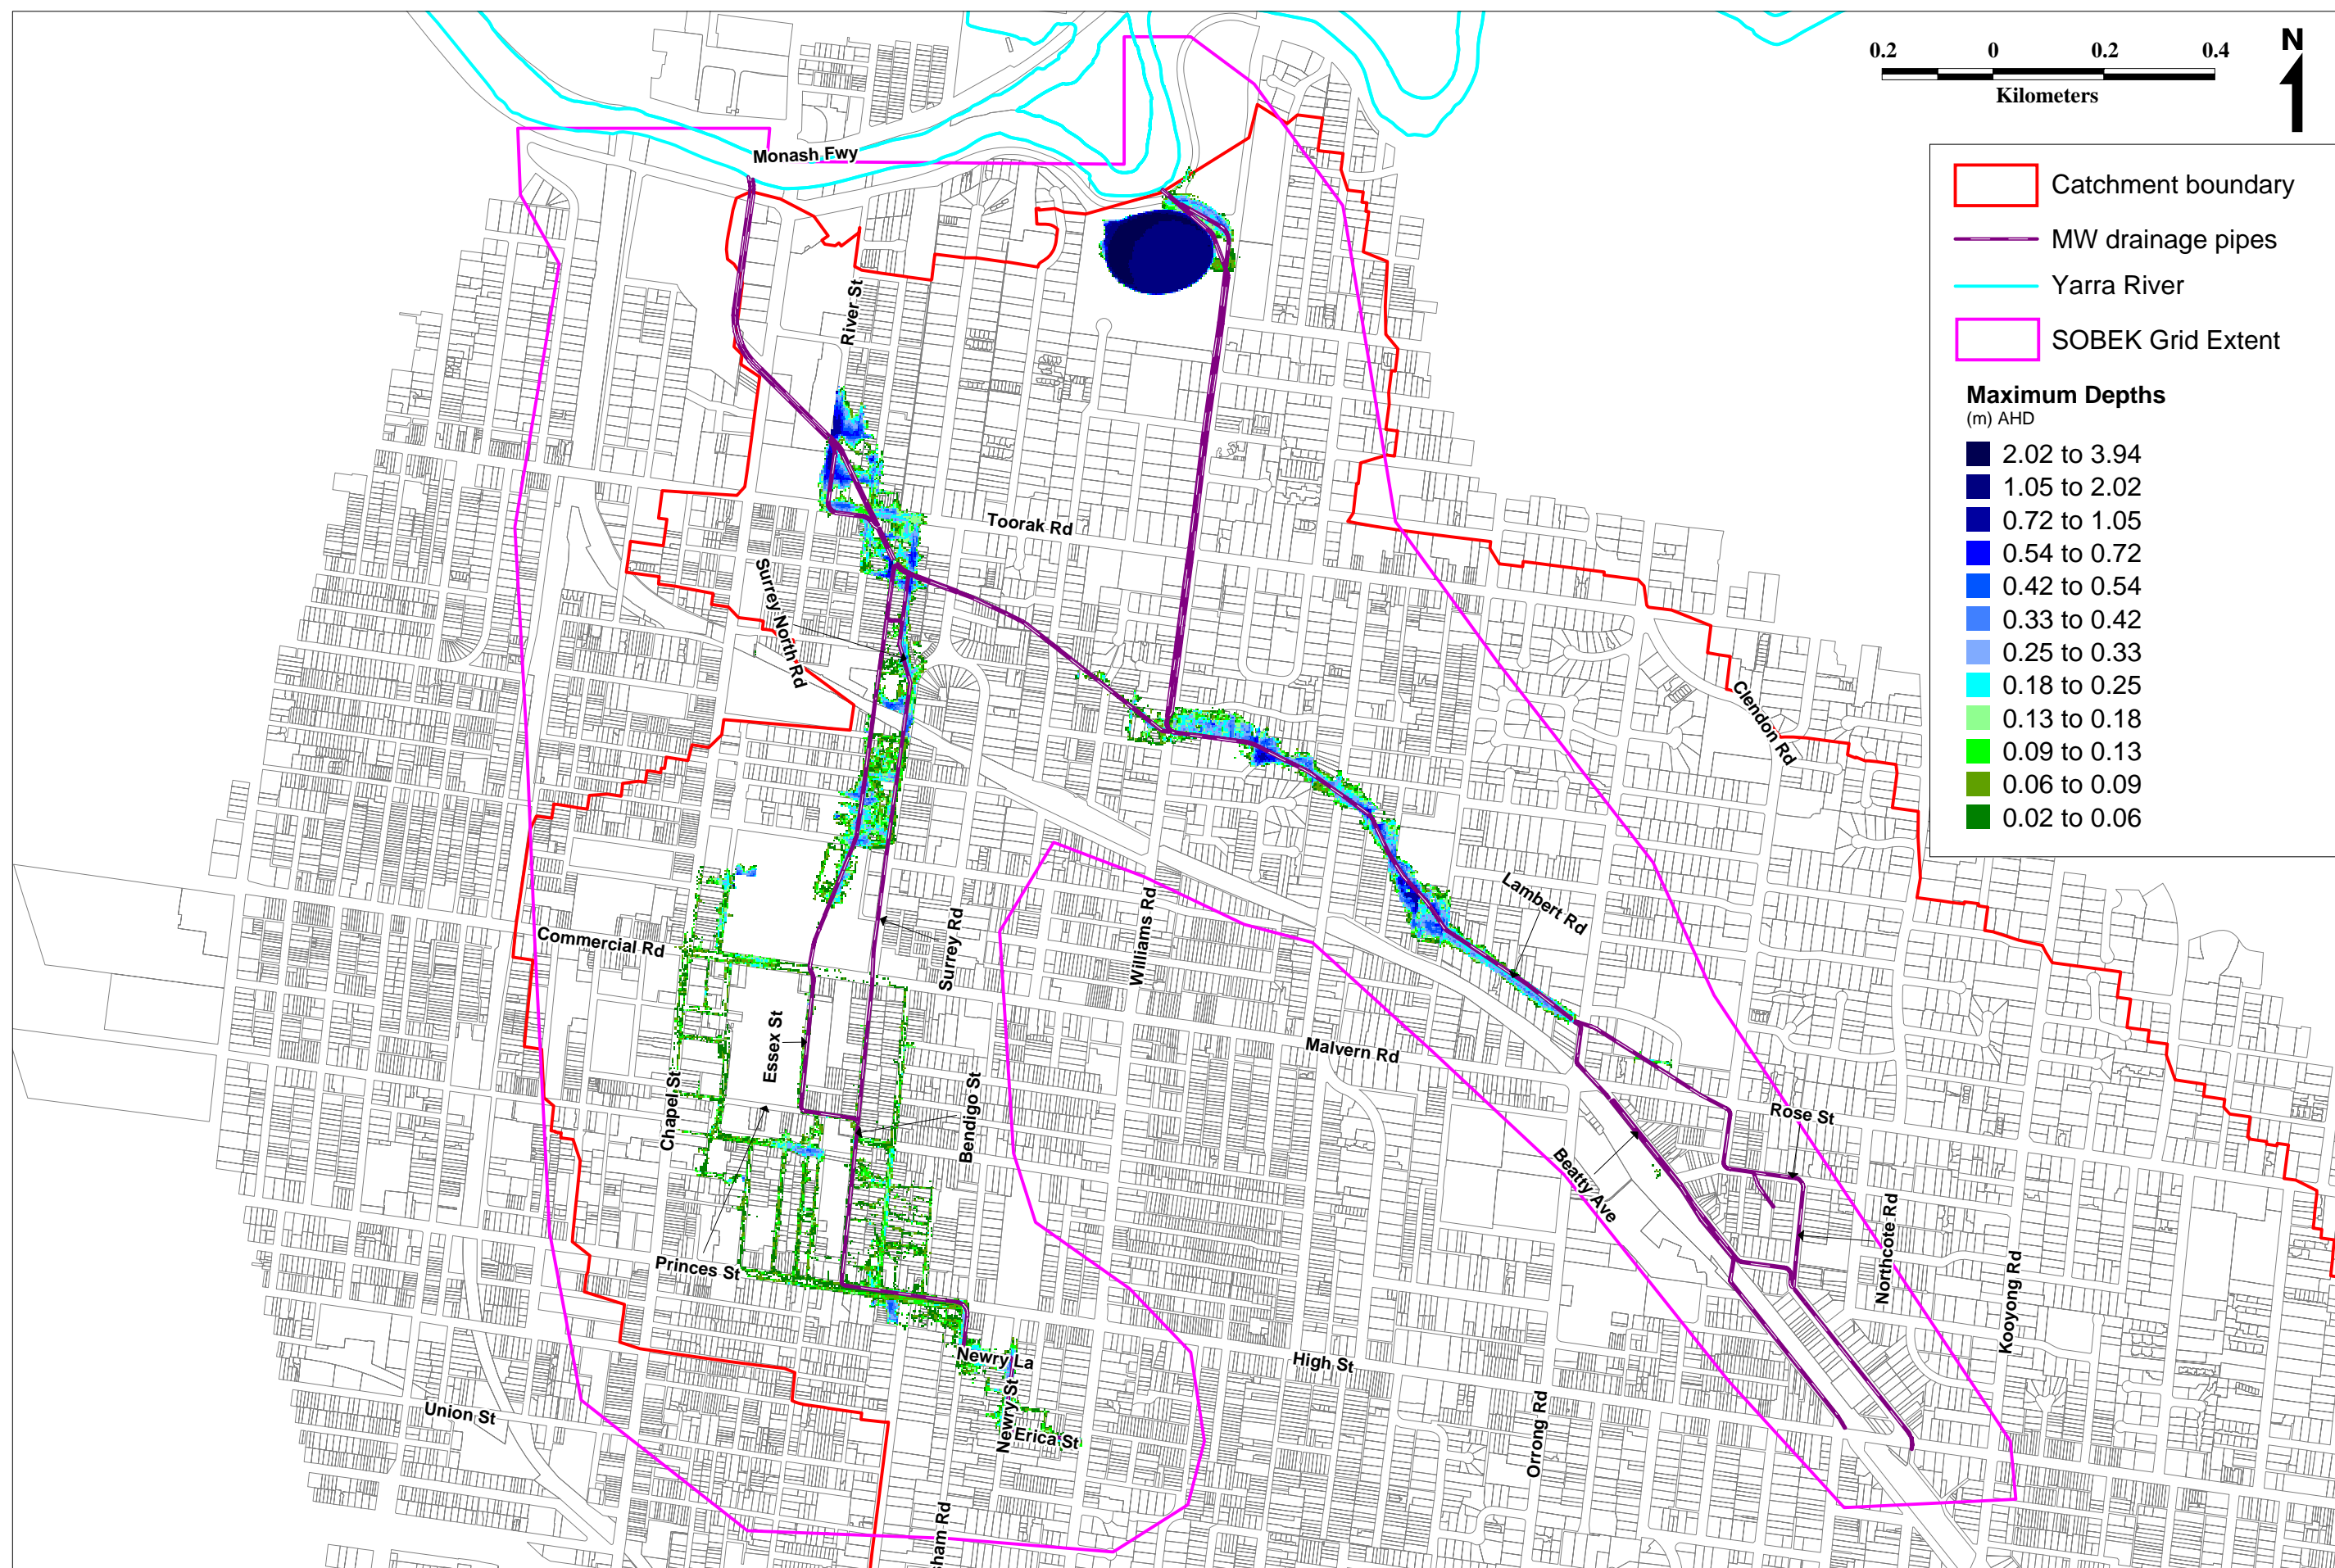 0.2 0 0.2 0.4
Kilometers
N
Catchment boundary
MW drainage pipes
Yarra River
SOBEK Grid Extent
Maximum Depths
(m) AHD
2.02 to 3.94
1.05 to 2.02
0.72 to 1.05
0.54 to 0.72
0.42 to 0.54
0.33 to 0.42
0.25 to 0.33
0.18 to 0.25
0.13 to 0.18
0.09 to 0.13
0.06 to 0.09
0.02 to 0.06
Monash Fwy
River St
Toorak Rd
Surrey North Rd
Clendon Rd
Lambert Rd
Williams Rd
Surrey Rd
Commercial Rd
Essex St
Malvern Rd
Chapel St
Bendigo St
Rose St
Beatty Ave
Northcote Rd
Kooyong Rd
Princes St
Newry La
High St
Newry St
Orrong Rd
Union St
Erica St
ham Rd